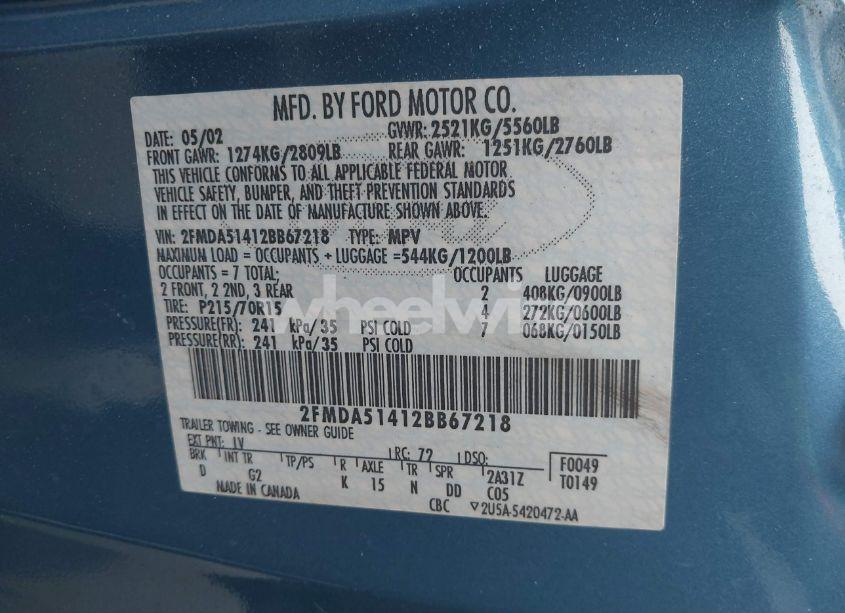 MFD. BY FORD MOTOR CO.
DATE: 05/02 GVWR: 2521KG/5560LB
FRONT GAWR: 1274KG/2809LB REAR GAWR: 1251KG/2760LB
THIS VEHICLE CONFORMS TO ALL APPLICABLE FEDERAL MOTOR
VEHICLE SAFETY, BUMPER, AND THEFT PREVENTION STANDARDS
IN EFFECT ON THE DATE OF MANUFACTURE SHOWN ABOVE.
VIN: 2FMDA51412BB67218 TYPE: MPV
MAXIMUM LOAD = OCCUPANTS + LUGGAGE =544KG/1200LB
OCCUPANTS = 7 TOTAL; OCCUPANTS LUGGAGE
2 FRONT, 2 2ND, 3 REAR 2 408KG/0900LB
TIRE: P215/70R15 4 272KG/0600LB
PRESSURE(FR): 241 kPa/35 PSI COLD 7 068KG/0150LB
PRESSURE(RR): 241 kPa/35 PSI COLD
wheelwiz
2FMDA51412BB67218
TRAILER TOWING - SEE OWNER GUIDE
EXT PNT: LV RC: 72 DSO: F0049
BRK INT TR TP/PS R AXLE TR SPR 2A31Z T0149
D G2 K 15 N DD C05
MADE IN CANADA CBC ▽2U5A-5420472-AA